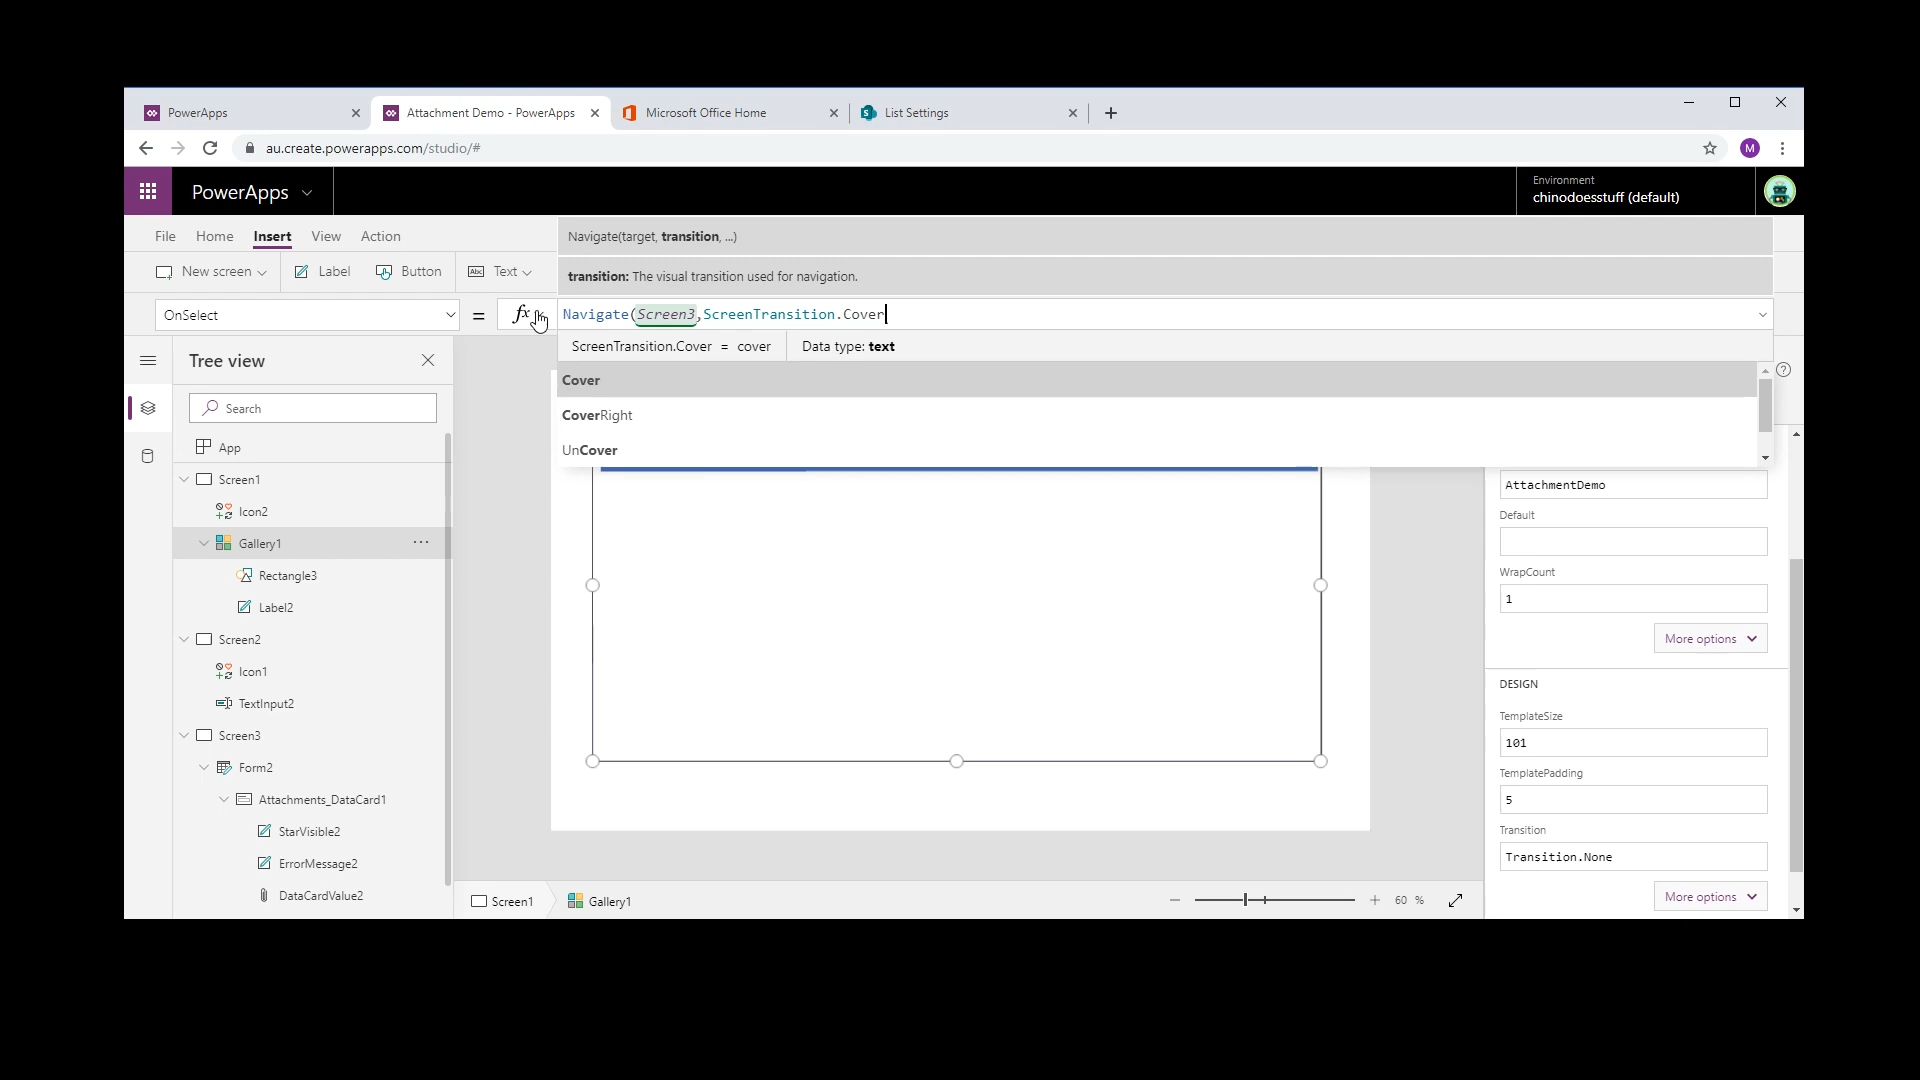 PowerApps
Attachment Demo - PowerApps
Microsoft Office Home
List Settings
au.create.powerapps.com/studio/#
M
PowerApps
Environment
chinodoesstuff (default)
File Home Insert View Action
New screen
Label
Button
Abc Text
Navigate(target, transition, ...)
transition: The visual transition used for navigation.
OnSelect
=
fx
Navigate(Screen3,ScreenTransition.Cover
ScreenTransition.Cover = cover
Data type: text
Cover
CoverRight
UnCover
Tree view
Search
App
Screen1
Icon2
Gallery1
Rectangle3
Label2
Screen2
Icon1
TextInput2
Screen3
Form2
Attachments_DataCard1
StarVisible2
ErrorMessage2
DataCardValue2
AttachmentDemo
Default
WrapCount
1
More options
DESIGN
TemplateSize
101
TemplatePadding
5
Transition
Transition.None
More options
Screen1
Gallery1
60 %